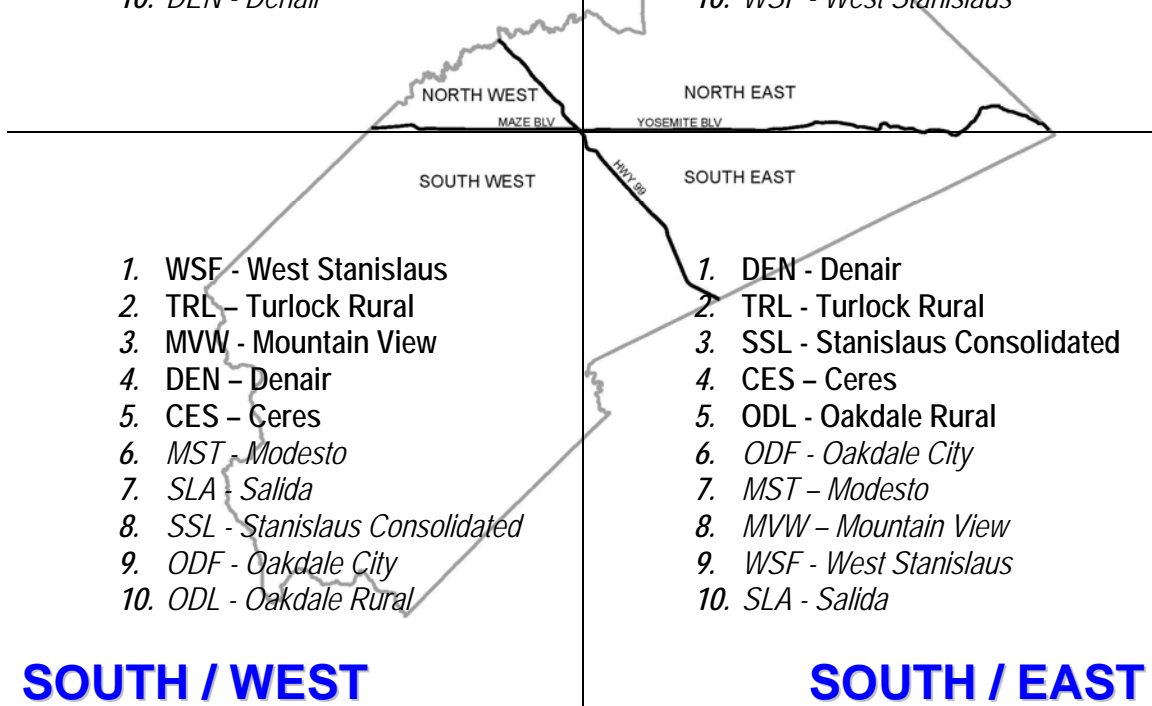 10. DEN - Denair
10. WSF - West Stanislaus
NORTH WEST
NORTH EAST
MAZE BLV
YOSEMITE BLV
SOUTH WEST
HWY 99
SOUTH EAST
1. WSF - West Stanislaus
2. TRL – Turlock Rural
3. MVW - Mountain View
4. DEN – Denair
5. CES – Ceres
6. MST - Modesto
7. SLA - Salida
8. SSL - Stanislaus Consolidated
9. ODF - Oakdale City
10. ODL - Oakdale Rural
1. DEN - Denair
2. TRL - Turlock Rural
3. SSL - Stanislaus Consolidated
4. CES – Ceres
5. ODL - Oakdale Rural
6. ODF - Oakdale City
7. MST – Modesto
8. MVW – Mountain View
9. WSF - West Stanislaus
10. SLA - Salida
SOUTH / WEST
SOUTH / EAST